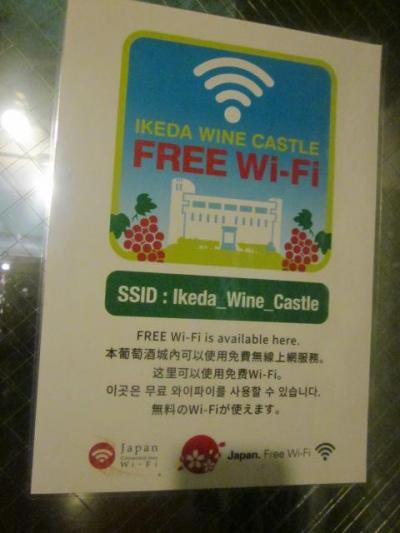 IKEDA WINE CASTLE
FREE Wi-Fi
SSID : Ikeda_Wine_Castle
FREE Wi-Fi is available here.
本葡萄酒城內可以使用免費無線上網服務。
这里可以使用免费Wi-Fi。
이곳은 무료 와이파이를 사용할 수 있습니다.
無料のWi-Fiが使えます。
Japan
Connected-free
Wi-Fi
Japan. Free Wi-Fi